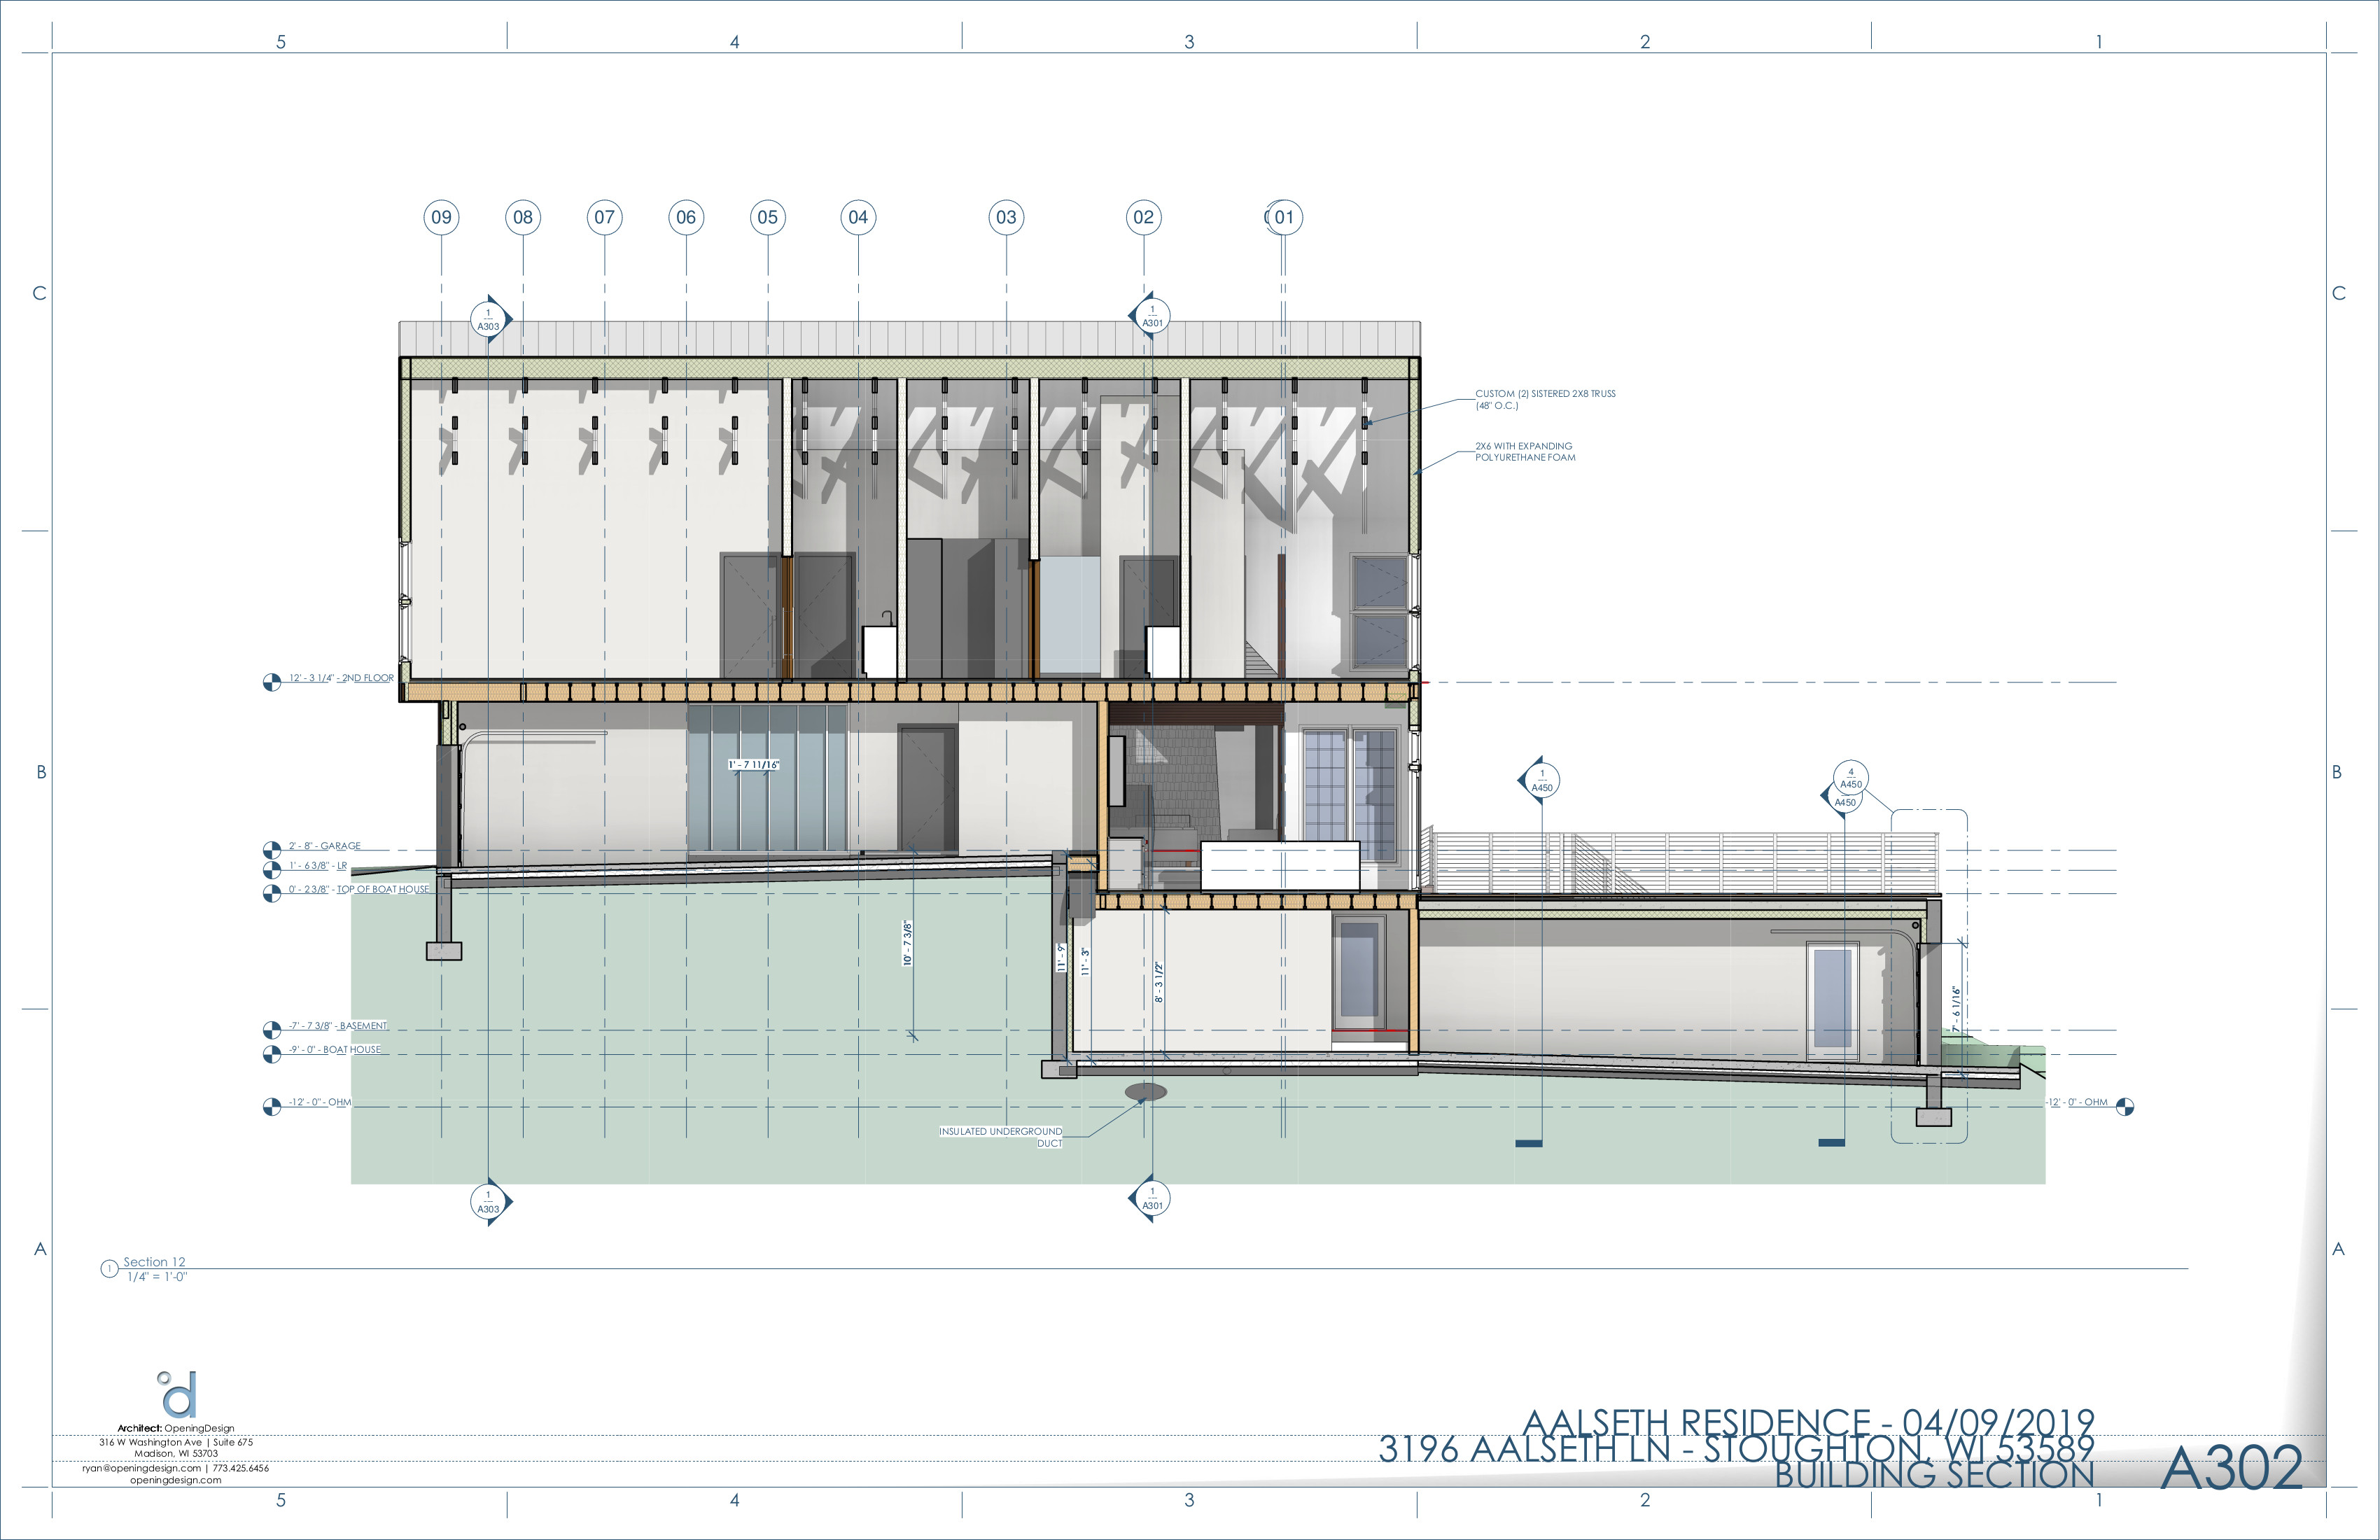 5 4 3 2 1
C C
09 08 07 06 05 04 03 02 01
1
A303
1
A301
CUSTOM (2) SISTERED 2X8 TRUSS
(48" O.C.)
2X6 WITH EXPANDING
POLYURETHANE FOAM
12' - 3 1/4" - 2ND FLOOR
B B
1' - 7 11/16"
1
A450
4
A450
A450
2' - 8" - GARAGE
1' - 6 3/8" - LR
0' - 2 3/8" - TOP OF BOAT HOUSE
10' - 7 3/8"
11' - 9"
11' - 3"
8' - 3 1/2"
7' - 6 1/16"
-7' - 7 3/8" - BASEMENT
-9' - 0" - BOAT HOUSE
-12' - 0" - OHM
-12' - 0" - OHM
INSULATED UNDERGROUND
DUCT
1
A303
1
A301
A A
1
Section 12
1/4" = 1'-0"
d
Architect: OpeningDesign
316 W Washington Ave | Suite 675
Madison, WI 53703
ryan@openingdesign.com | 773.425.6456
openingdesign.com
AALSETH RESIDENCE - 04/09/2019
3196 AALSETH LN - STOUGHTON, WI 53589
BUILDING SECTION
A302
5 4 3 2 1